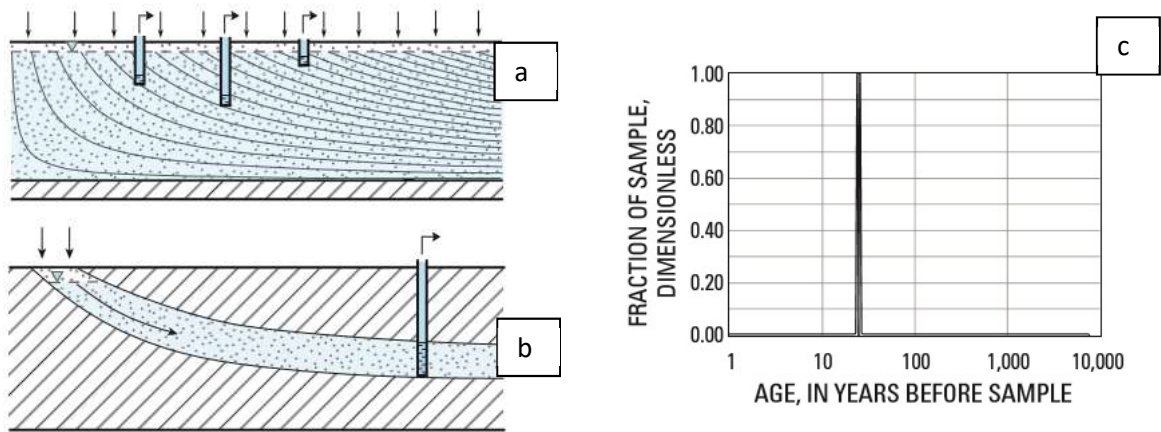 a
b
c
FRACTION OF SAMPLE,
DIMENSIONLESS
1.00
0.80
0.60
0.40
0.20
0.00
1 10 100 1,000 10,000
AGE, IN YEARS BEFORE SAMPLE